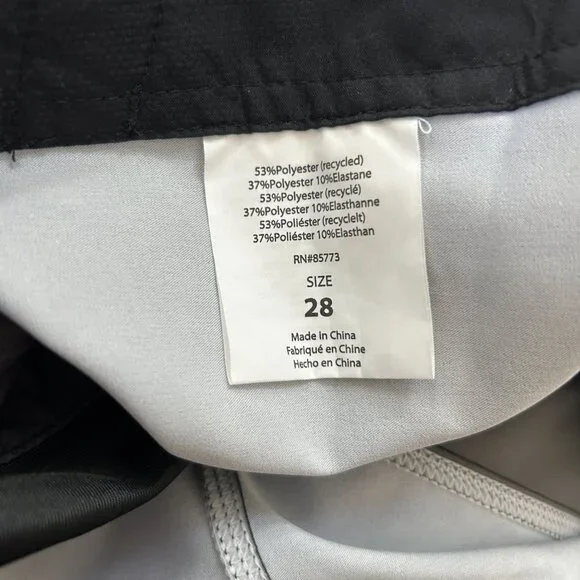 53%Polyester (recycled)
37%Polyester 10%Elastane
53%Polyester (recyclé)
37%Polyester 10%Elasthanne
53%Poliéster (recyclelt)
37%Poliéster 10%Elasthan
RN#85773
SIZE
28
Made in China
Fabriqué en Chine
Hecho en China